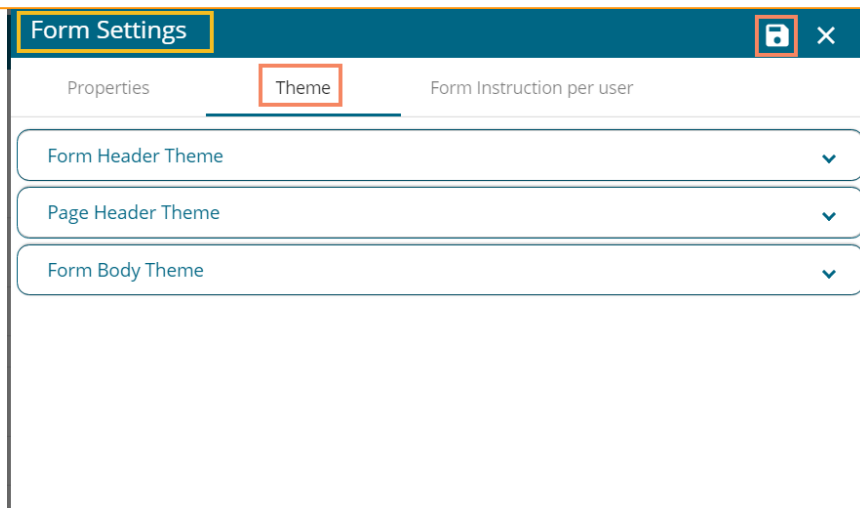 Form Settings
Properties Theme Form Instruction per user
Form Header Theme
Page Header Theme
Form Body Theme